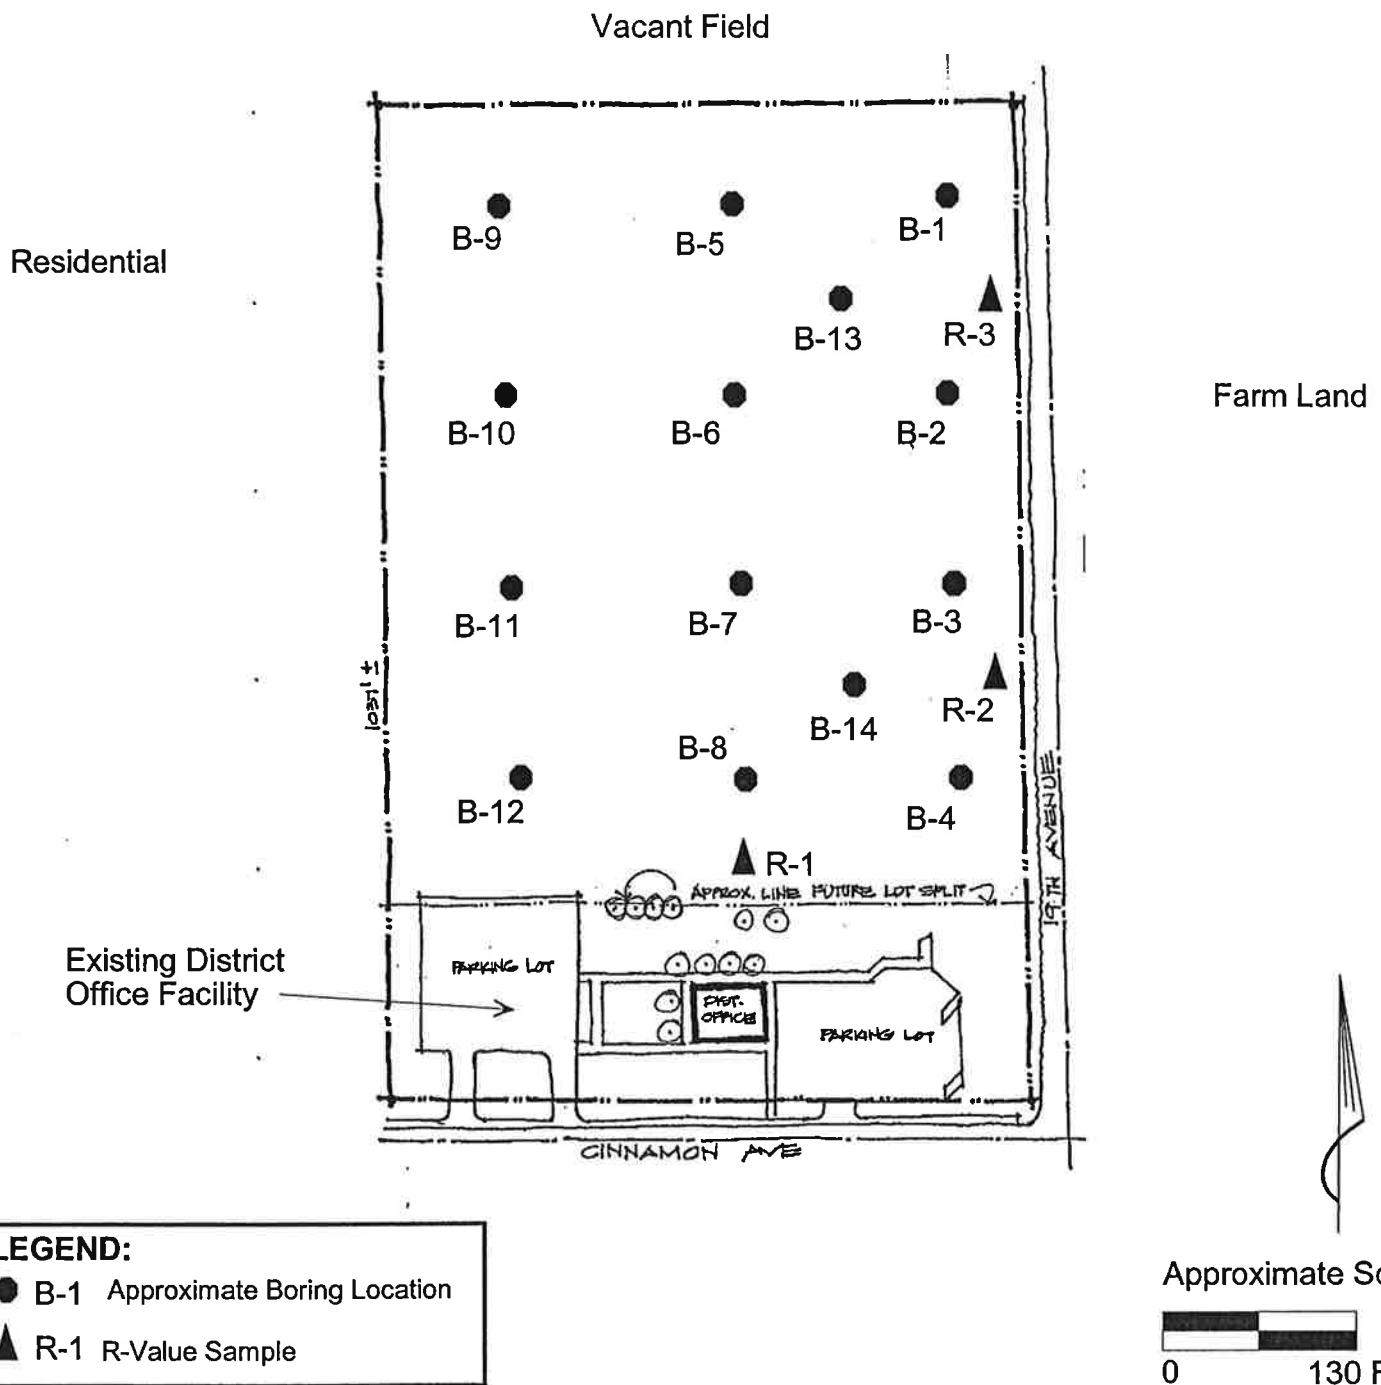 Vacant Field
B-9
B-5
B-1
Residential
B-13
R-3
Farm Land
B-10
B-6
B-2
B-11
B-7
B-3
1037' ±
R-2
B-14
B-8
B-12
B-4
19TH AVENUE
R-1
APPROX. LINE FUTURE LOT SPLIT
Existing District
Office Facility
PARKING LOT
DIST.
OFFICE
PARKING LOT
CINNAMON AVE
LEGEND:
B-1 Approximate Boring Location
R-1 R-Value Sample
Approximate Sc
0 130 F